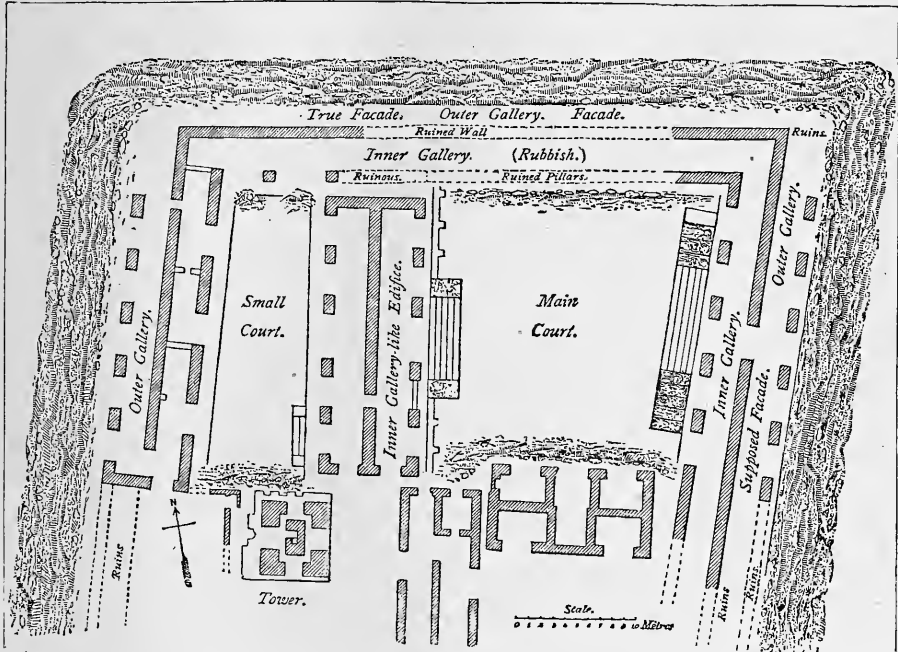 True Facade. Outer Gallery. Facade.
Ruined Wall
Ruins.
Inner Gallery. (Rubbish.)
Ruinous.
Ruined Pillars.
Outer Gallery.
Small
Court.
Inner Gallery-like Edifice.
Main
Court.
Outer Gallery.
Inner Gallery.
Supposed Facade.
N
Ruins
Tower.
Scale.
10 Mètres
Ruins
Ruins